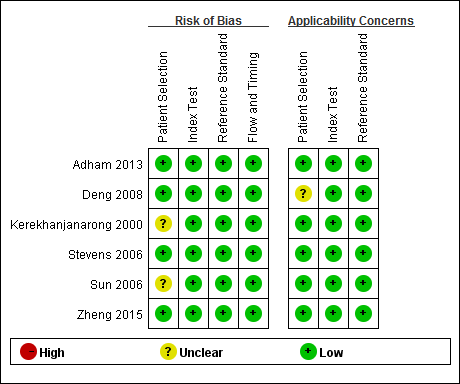 Risk of Bias Applicability Concerns
Patient Selection Index Test Reference Standard Flow and Timing Patient Selection Index Test Reference Standard
Adham 2013 + + + + + + +
Deng 2008 + + + + ? + +
Kerekhanjanarong 2000 ? + + + + + +
Stevens 2006 + + + + + + +
Sun 2006 ? + + + + + +
Zheng 2015 + + + + + + +
High ? Unclear + Low